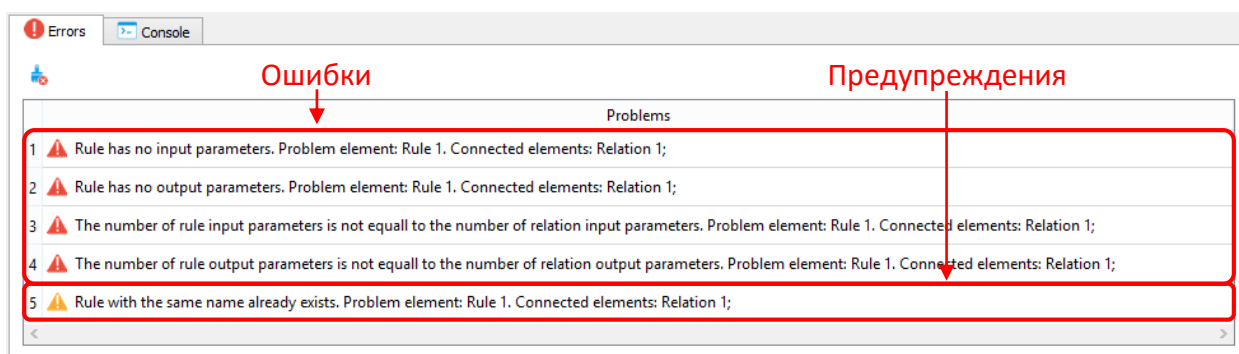 Errors Console
Ошибки Предупреждения
Problems
1 Rule has no input parameters. Problem element: Rule 1. Connected elements: Relation 1;
2 Rule has no output parameters. Problem element: Rule 1. Connected elements: Relation 1;
3 The number of rule input parameters is not equall to the number of relation input parameters. Problem element: Rule 1. Connected elements: Relation 1;
4 The number of rule output parameters is not equall to the number of relation output parameters. Problem element: Rule 1. Connected elements: Relation 1;
5 Rule with the same name already exists. Problem element: Rule 1. Connected elements: Relation 1;